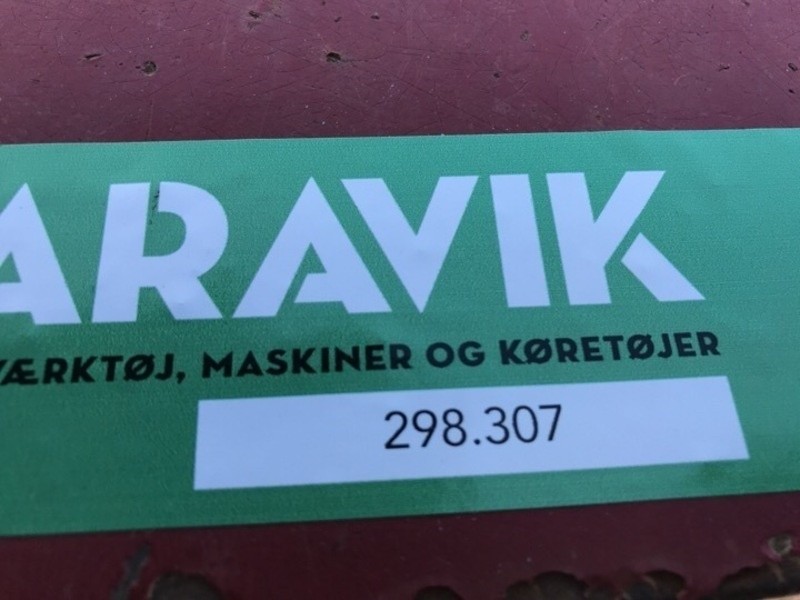 ARAVIK
VÆRKTØJ, MASKINER OG KØRETØJER
298.307